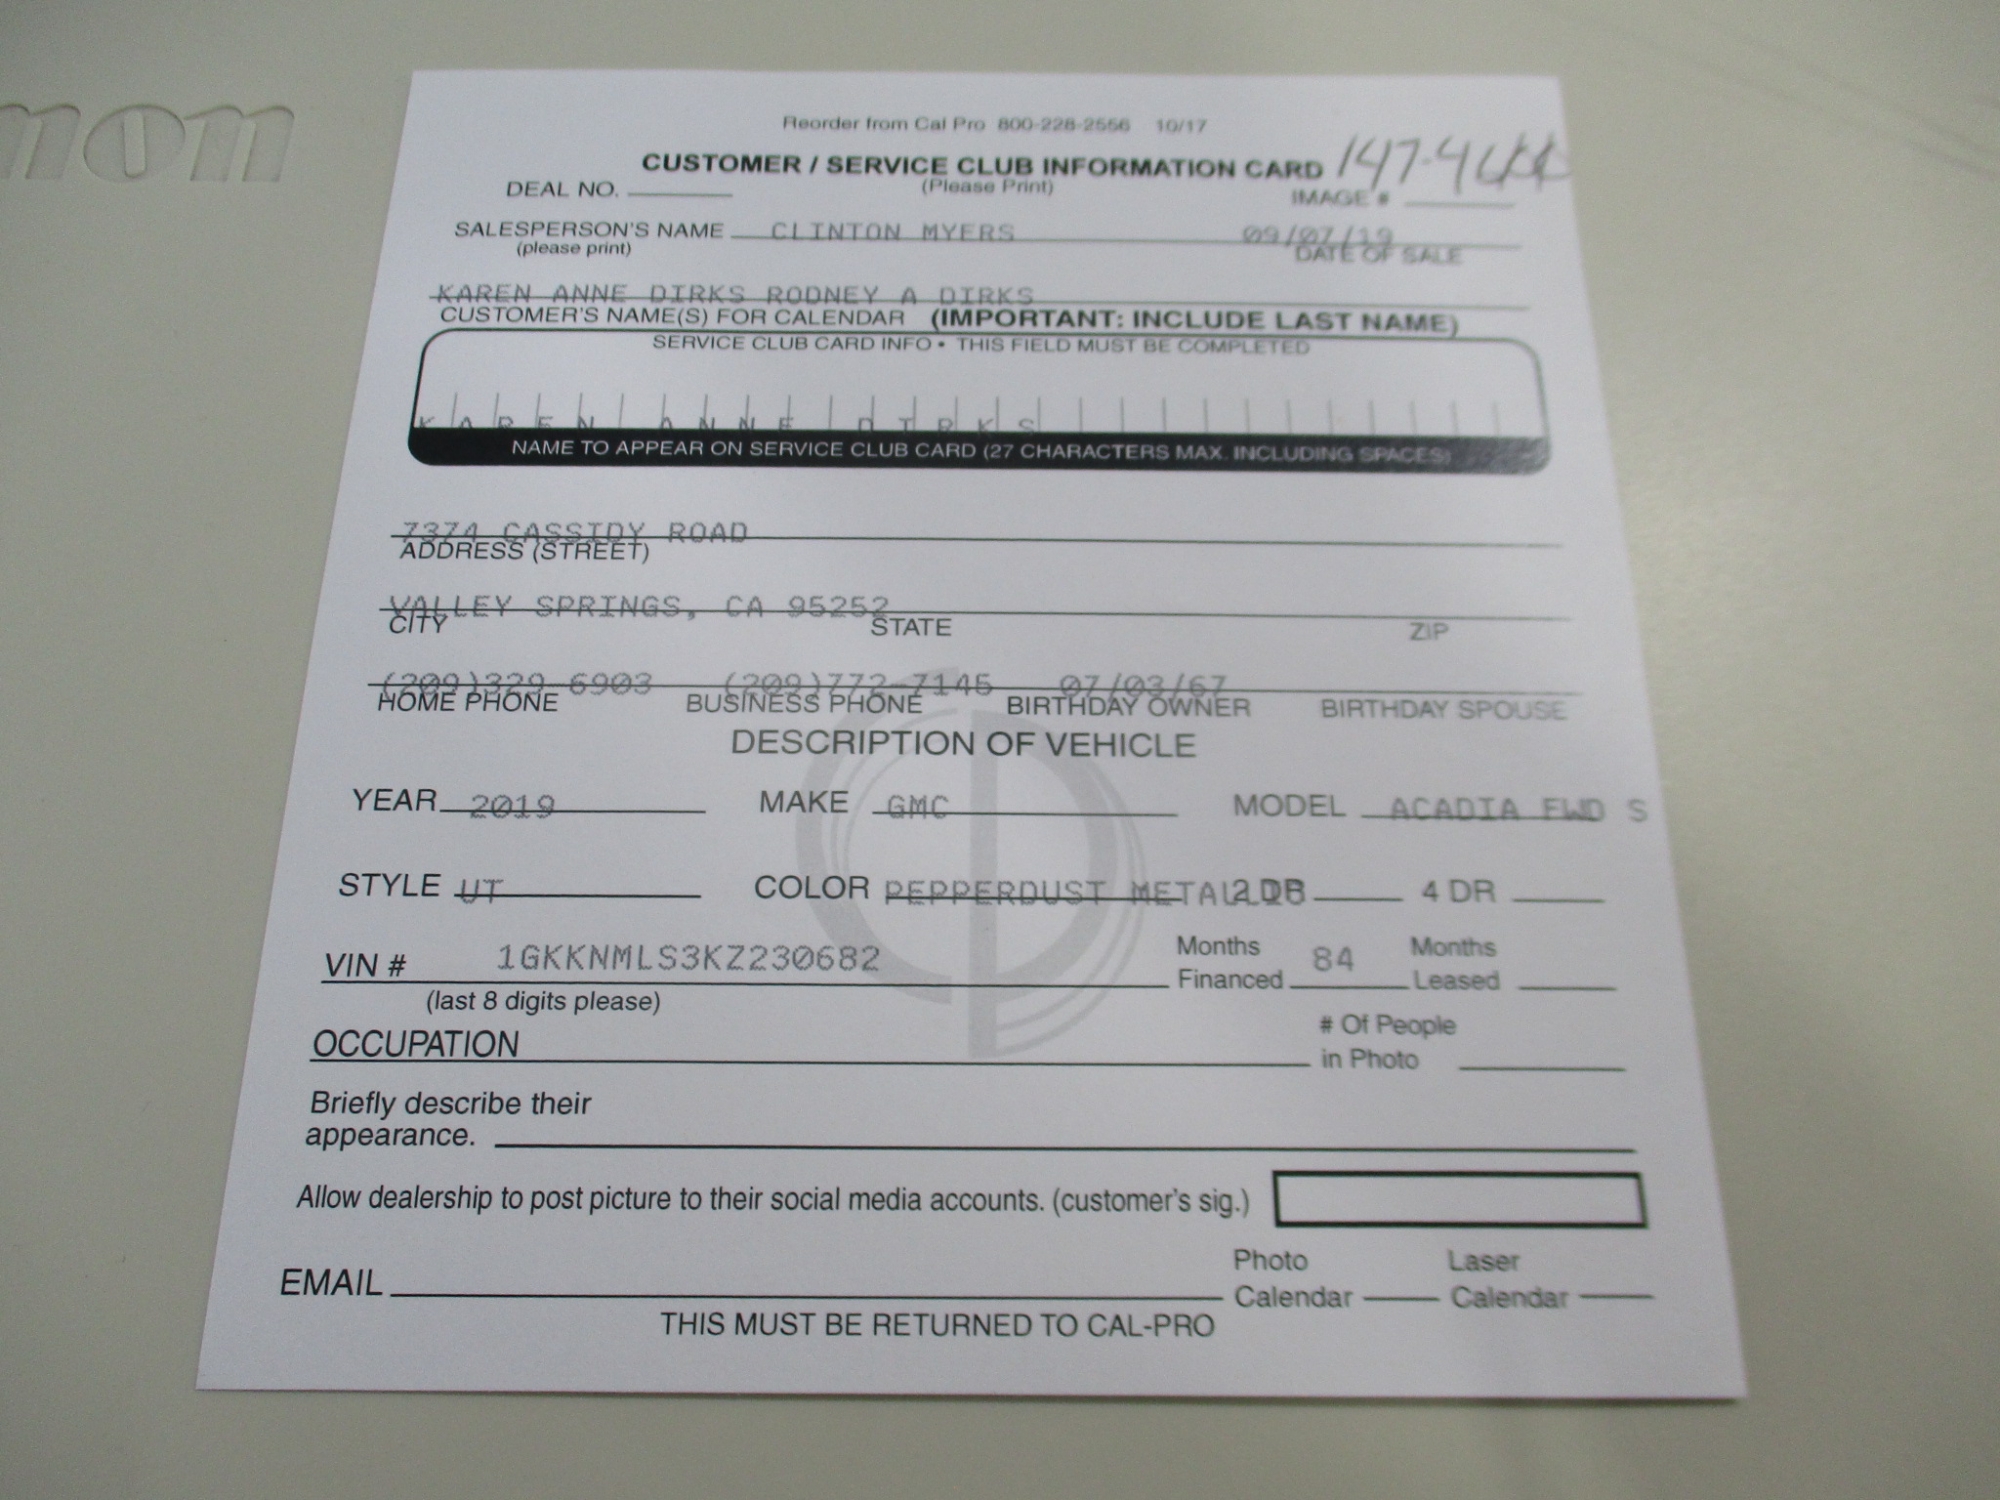 Reorder from Cal Pro 800-228-2556 10/17
CUSTOMER / SERVICE CLUB INFORMATION CARD
DEAL NO. (Please Print) IMAGE #
SALESPERSON'S NAME CLINTON MYERS 09/07/19
(please print) DATE OF SALE
KAREN ANNE DIRKS RODNEY A DIRKS
CUSTOMER'S NAME(S) FOR CALENDAR (IMPORTANT: INCLUDE LAST NAME)
SERVICE CLUB CARD INFO • THIS FIELD MUST BE COMPLETED
K A R E N A N N E D I R K S
NAME TO APPEAR ON SERVICE CLUB CARD (27 CHARACTERS MAX. INCLUDING SPACES)
7374 CASSIDY ROAD
ADDRESS (STREET)
VALLEY SPRINGS, CA 95252
CITY STATE ZIP
(209)329-6903 (209)772-7145 07/03/67
HOME PHONE BUSINESS PHONE BIRTHDAY OWNER BIRTHDAY SPOUSE
DESCRIPTION OF VEHICLE
YEAR 2019 MAKE GMC MODEL ACADIA FWD S
STYLE UT COLOR PEPPERDUST 4 DR
VIN # 1GKKNMLS3KZ230682 Months Financed 84 Months Leased
(last 8 digits please)
OCCUPATION # Of People in Photo
Briefly describe their
appearance.
Allow dealership to post picture to their social media accounts. (customer's sig.)
EMAIL Photo Calendar Laser Calendar
THIS MUST BE RETURNED TO CAL-PRO